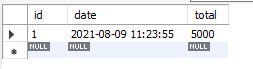 id date total
1 2021-08-09 11:23:55 5000
NULL NULL NULL